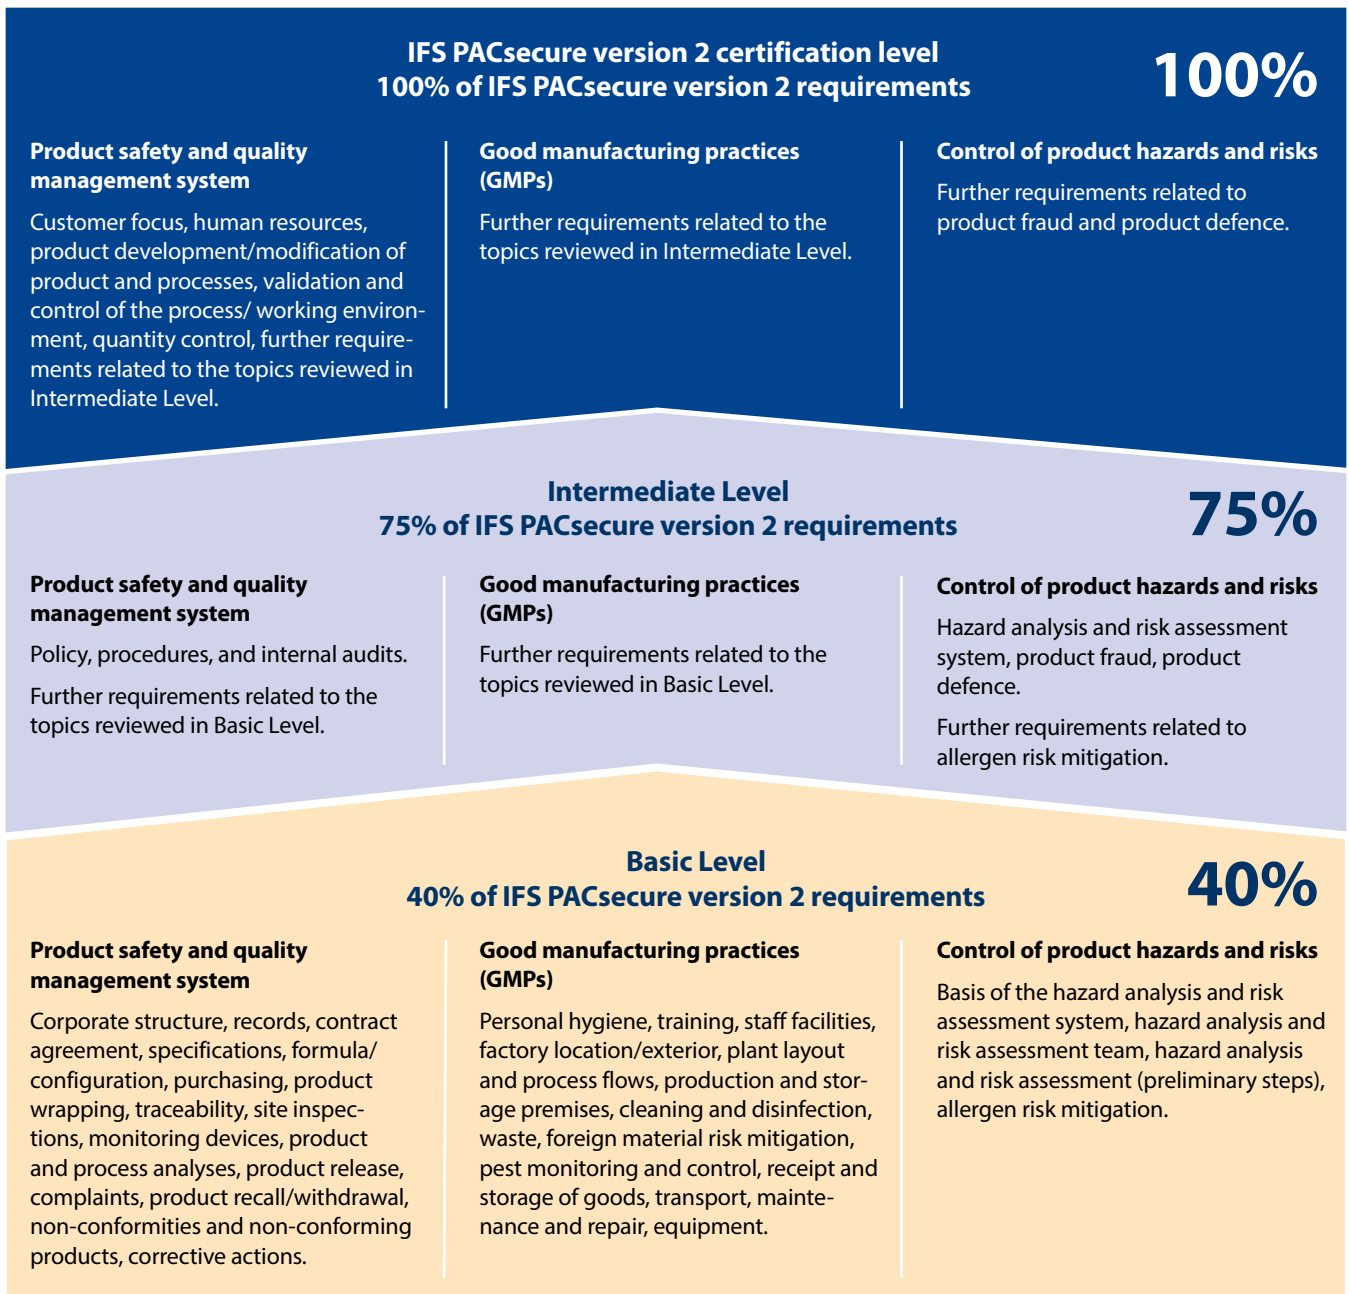 IFS PACsecure version 2 certification level
100% of IFS PACsecure version 2 requirements
100%
Product safety and quality
management system
Customer focus, human resources,
product development/modification of
product and processes, validation and
control of the process/ working environ-
ment, quantity control, further require-
ments related to the topics reviewed in
Intermediate Level.
Good manufacturing practices
(GMPs)
Further requirements related to the
topics reviewed in Intermediate Level.
Control of product hazards and risks
Further requirements related to
product fraud and product defence.
Intermediate Level
75% of IFS PACsecure version 2 requirements
75%
Product safety and quality
management system
Policy, procedures, and internal audits.
Further requirements related to the
topics reviewed in Basic Level.
Good manufacturing practices
(GMPs)
Further requirements related to the
topics reviewed in Basic Level.
Control of product hazards and risks
Hazard analysis and risk assessment
system, product fraud, product
defence.
Further requirements related to
allergen risk mitigation.
Basic Level
40% of IFS PACsecure version 2 requirements
40%
Product safety and quality
management system
Corporate structure, records, contract
agreement, specifications, formula/
configuration, purchasing, product
wrapping, traceability, site inspec-
tions, monitoring devices, product
and process analyses, product release,
complaints, product recall/withdrawal,
non-conformities and non-conforming
products, corrective actions.
Good manufacturing practices
(GMPs)
Personal hygiene, training, staff facilities,
factory location/exterior, plant layout
and process flows, production and stor-
age premises, cleaning and disinfection,
waste, foreign material risk mitigation,
pest monitoring and control, receipt and
storage of goods, transport, mainte-
nance and repair, equipment.
Control of product hazards and risks
Basis of the hazard analysis and risk
assessment system, hazard analysis and
risk assessment team, hazard analysis
and risk assessment (preliminary steps),
allergen risk mitigation.